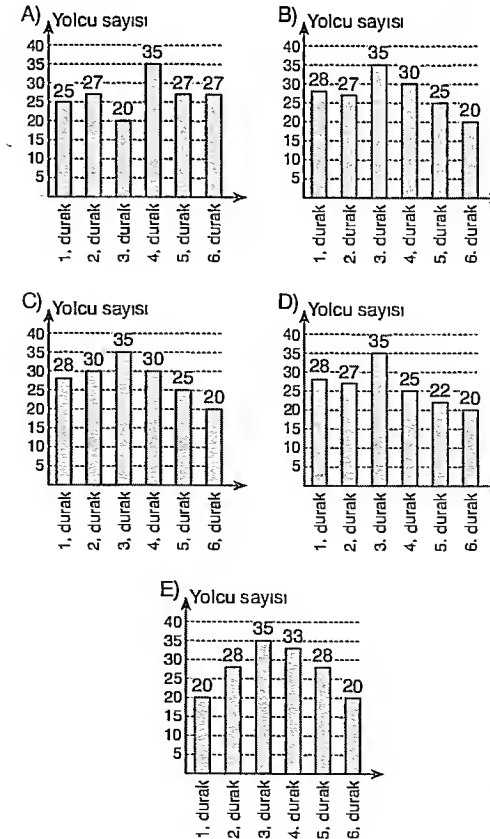 A) Yolcu sayısı
40
35
30
25
20
15
10
5
25 27 20 35 27 27
1. durak
2. durak
3. durak
4. durak
5. durak
6. durak
B) Yolcu sayısı
40
35
30
25
20
15
10
5
28 27 35 30 25 20
1. durak
2. durak
3. durak
4. durak
5. durak
6. durak
C) Yolcu sayısı
40
35
30
25
20
15
10
5
28 30 35 30 25 20
1. durak
2. durak
3. durak
4. durak
5. durak
6. durak
D) Yolcu sayısı
40
35
30
25
20
15
10
5
28 27 35 25 22 20
1. durak
2. durak
3. durak
4. durak
5. durak
6. durak
E) Yolcu sayısı
40
35
30
25
20
15
10
5
20 28 35 33 28 20
1. durak
2. durak
3. durak
4. durak
5. durak
6. durak